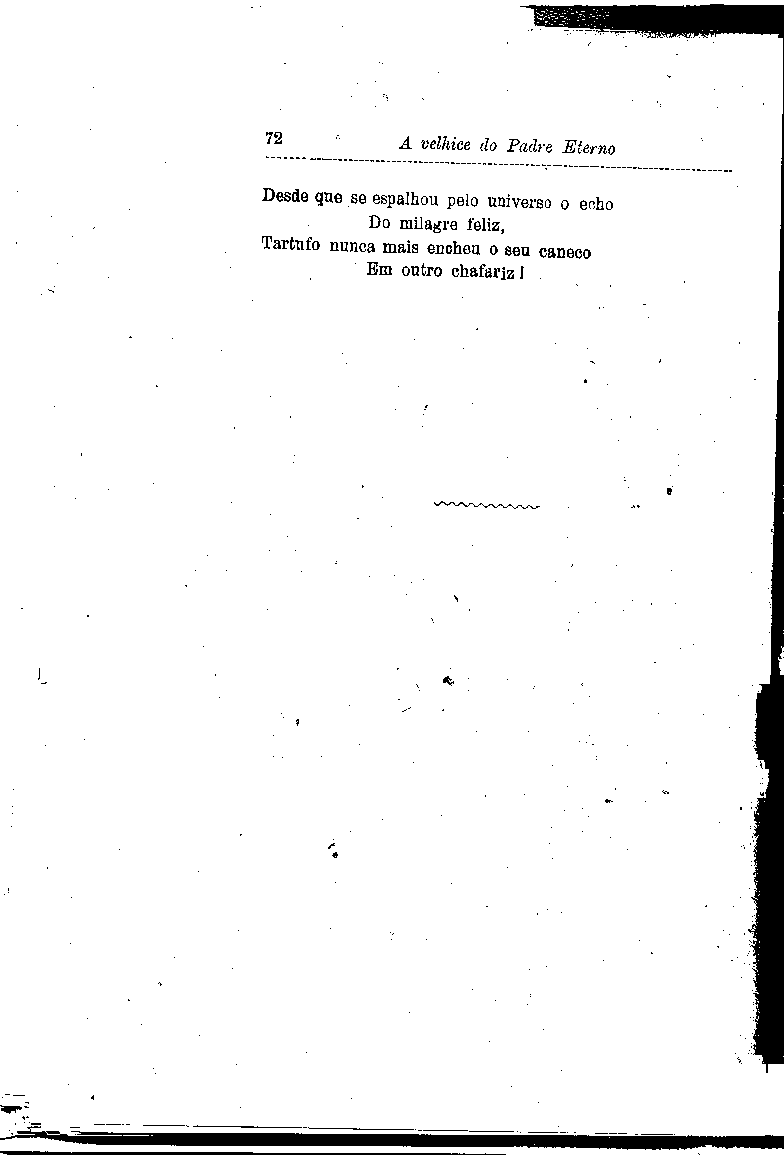 72 A velhice do Padre Eterno
Desde que se espalhou pelo universo o echo
Do milagre feliz,
Tartufo nunca mais encheu o seu caneco
Em outro chafariz!